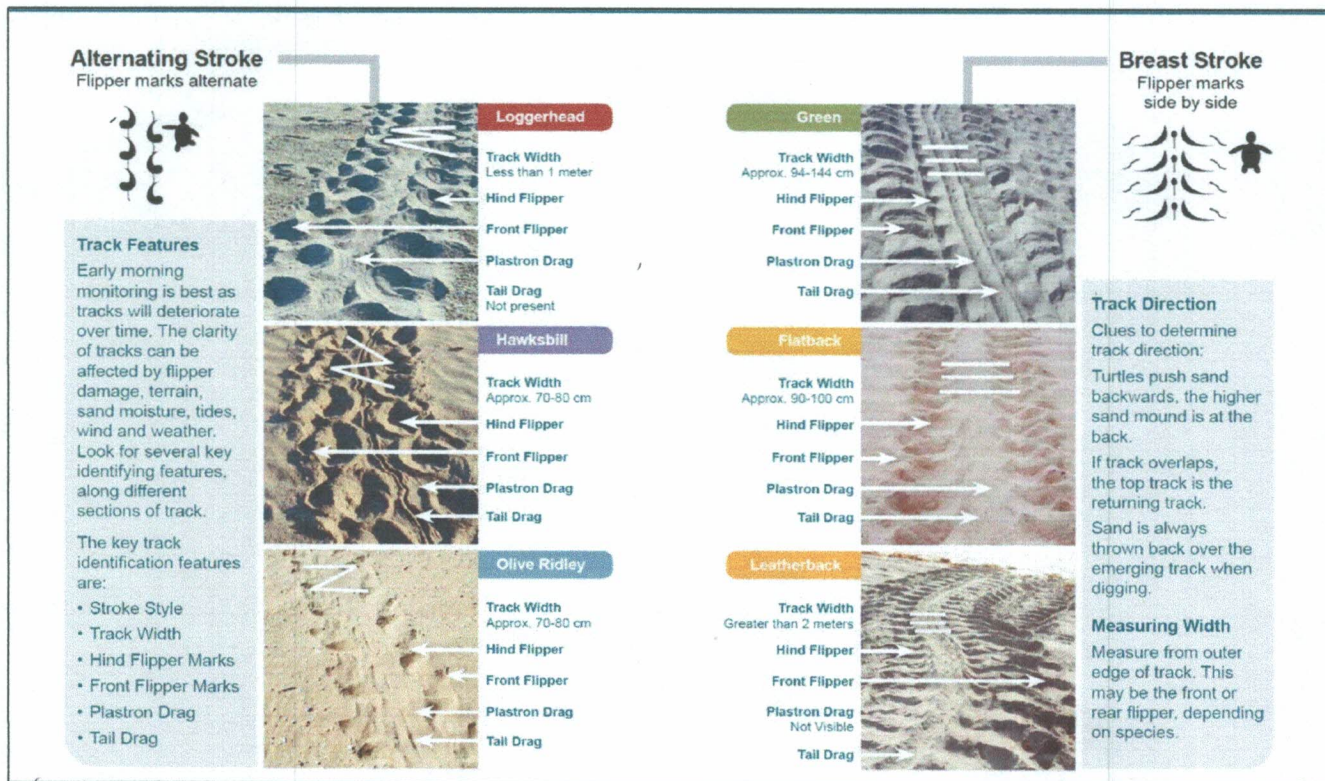 Alternating Stroke
Flipper marks alternate
Track Features
Early morning
monitoring is best as
tracks will deteriorate
over time. The clarity
of tracks can be
affected by flipper
damage, terrain,
sand moisture, tides,
wind and weather.
Look for several key
identifying features,
along different
sections of track.
The key track
identification features
are:
• Stroke Style
• Track Width
• Hind Flipper Marks
• Front Flipper Marks
• Plastron Drag
• Tail Drag
Loggerhead
Track Width
Less than 1 meter
Hind Flipper
Front Flipper
Plastron Drag
Tail Drag
Not present
Hawksbill
Track Width
Approx. 70-80 cm
Hind Flipper
Front Flipper
Plastron Drag
Tail Drag
Olive Ridley
Track Width
Approx. 70-80 cm
Hind Flipper
Front Flipper
Plastron Drag
Tail Drag
Breast Stroke
Flipper marks
side by side
Green
Track Width
Approx. 94-144 cm
Hind Flipper
Front Flipper
Plastron Drag
Tail Drag
Flatback
Track Width
Approx. 90-100 cm
Hind Flipper
Front Flipper
Plastron Drag
Tail Drag
Leatherback
Track Width
Greater than 2 meters
Hind Flipper
Front Flipper
Plastron Drag
Not Visible
Tail Drag
Track Direction
Clues to determine
track direction:
Turtles push sand
backwards, the higher
sand mound is at the
back.
If track overlaps,
the top track is the
returning track.
Sand is always
thrown back over the
emerging track when
digging.
Measuring Width
Measure from outer
edge of track. This
may be the front or
rear flipper, depending
on species.